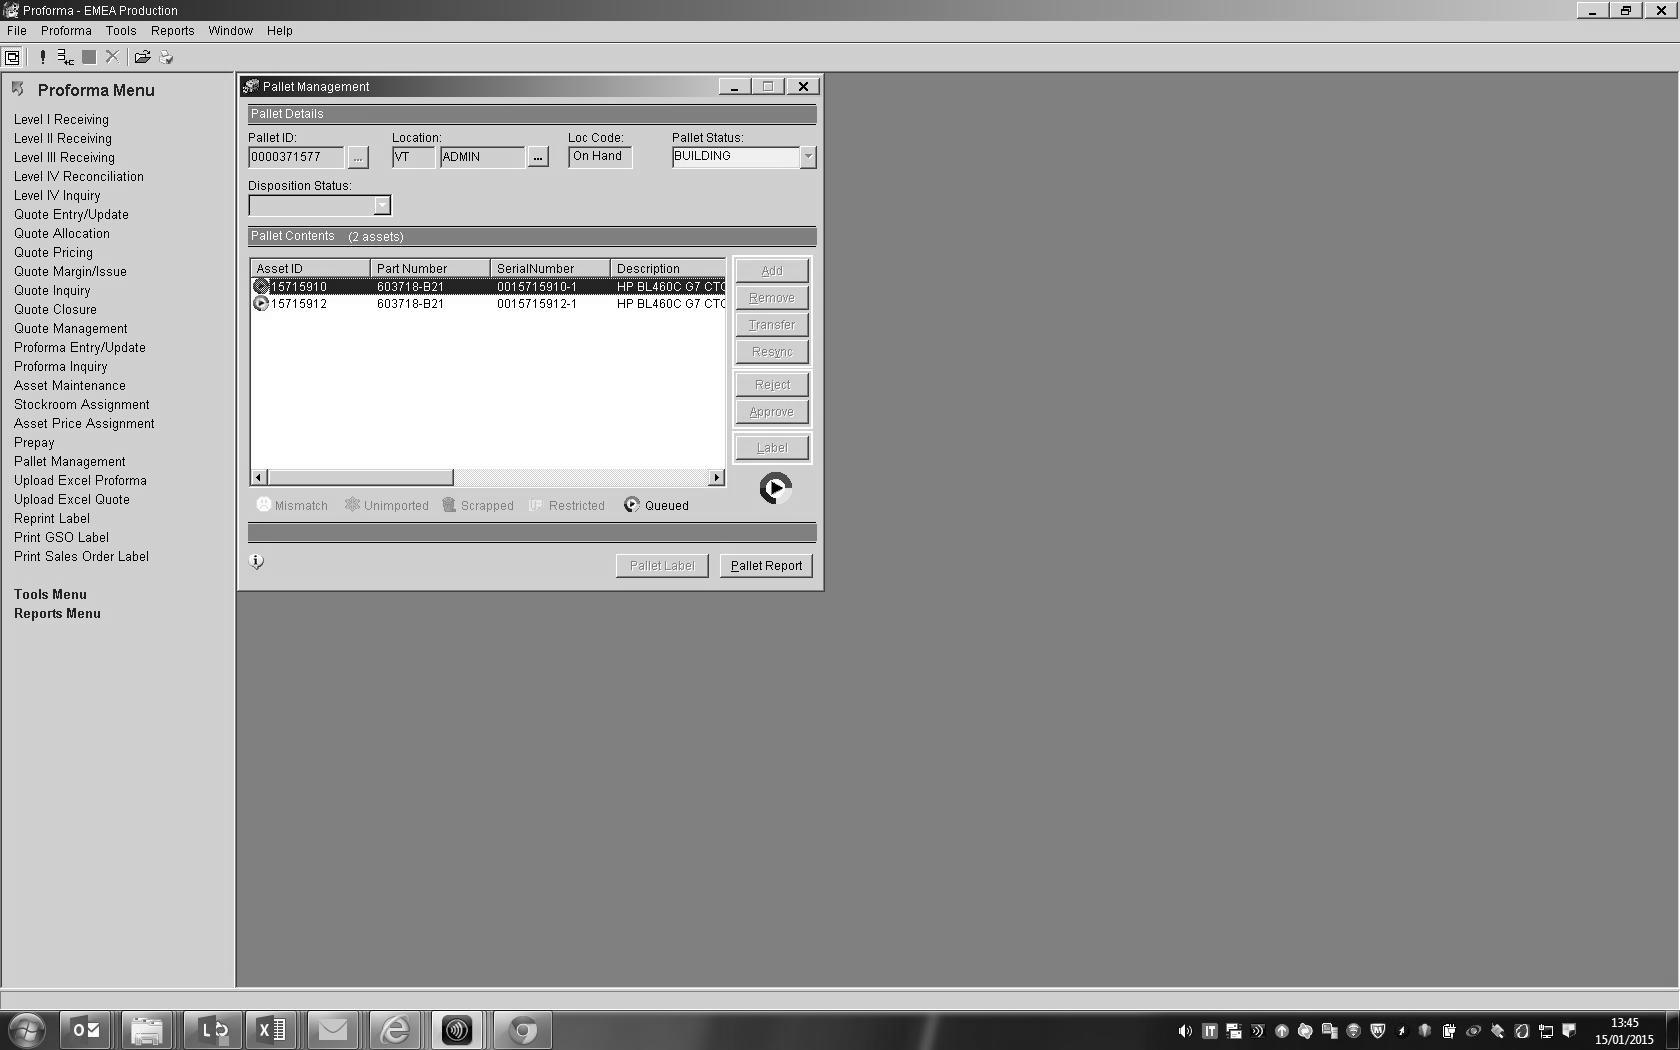 Proforma - EMEA Production
File Proforma Tools Reports Window Help
Proforma Menu
Level I Receiving
Level II Receiving
Level III Receiving
Level IV Reconciliation
Level IV Inquiry
Quote Entry/Update
Quote Allocation
Quote Pricing
Quote Margin/Issue
Quote Inquiry
Quote Closure
Quote Management
Proforma Entry/Update
Proforma Inquiry
Asset Maintenance
Stockroom Assignment
Asset Price Assignment
Prepay
Pallet Management
Upload Excel Proforma
Upload Excel Quote
Reprint Label
Print GSO Label
Print Sales Order Label
Tools Menu
Reports Menu
Pallet Management
Pallet Details
Pallet ID: Location: Loc Code: Pallet Status:
0000371577 ... VT ADMIN ... On Hand BUILDING
Disposition Status:
Pallet Contents (2 assets)
Asset ID Part Number SerialNumber Description
15715910 603718-B21 0015715910-1 HP BL460C G7 CTO
15715912 603718-B21 0015715912-1 HP BL460C G7 CTO
Add
Remove
Transfer
Resync
Reject
Approve
Label
Mismatch Unimported Scrapped Restricted Queued
Pallet Label Pallet Report
IT
13:45
15/01/2015